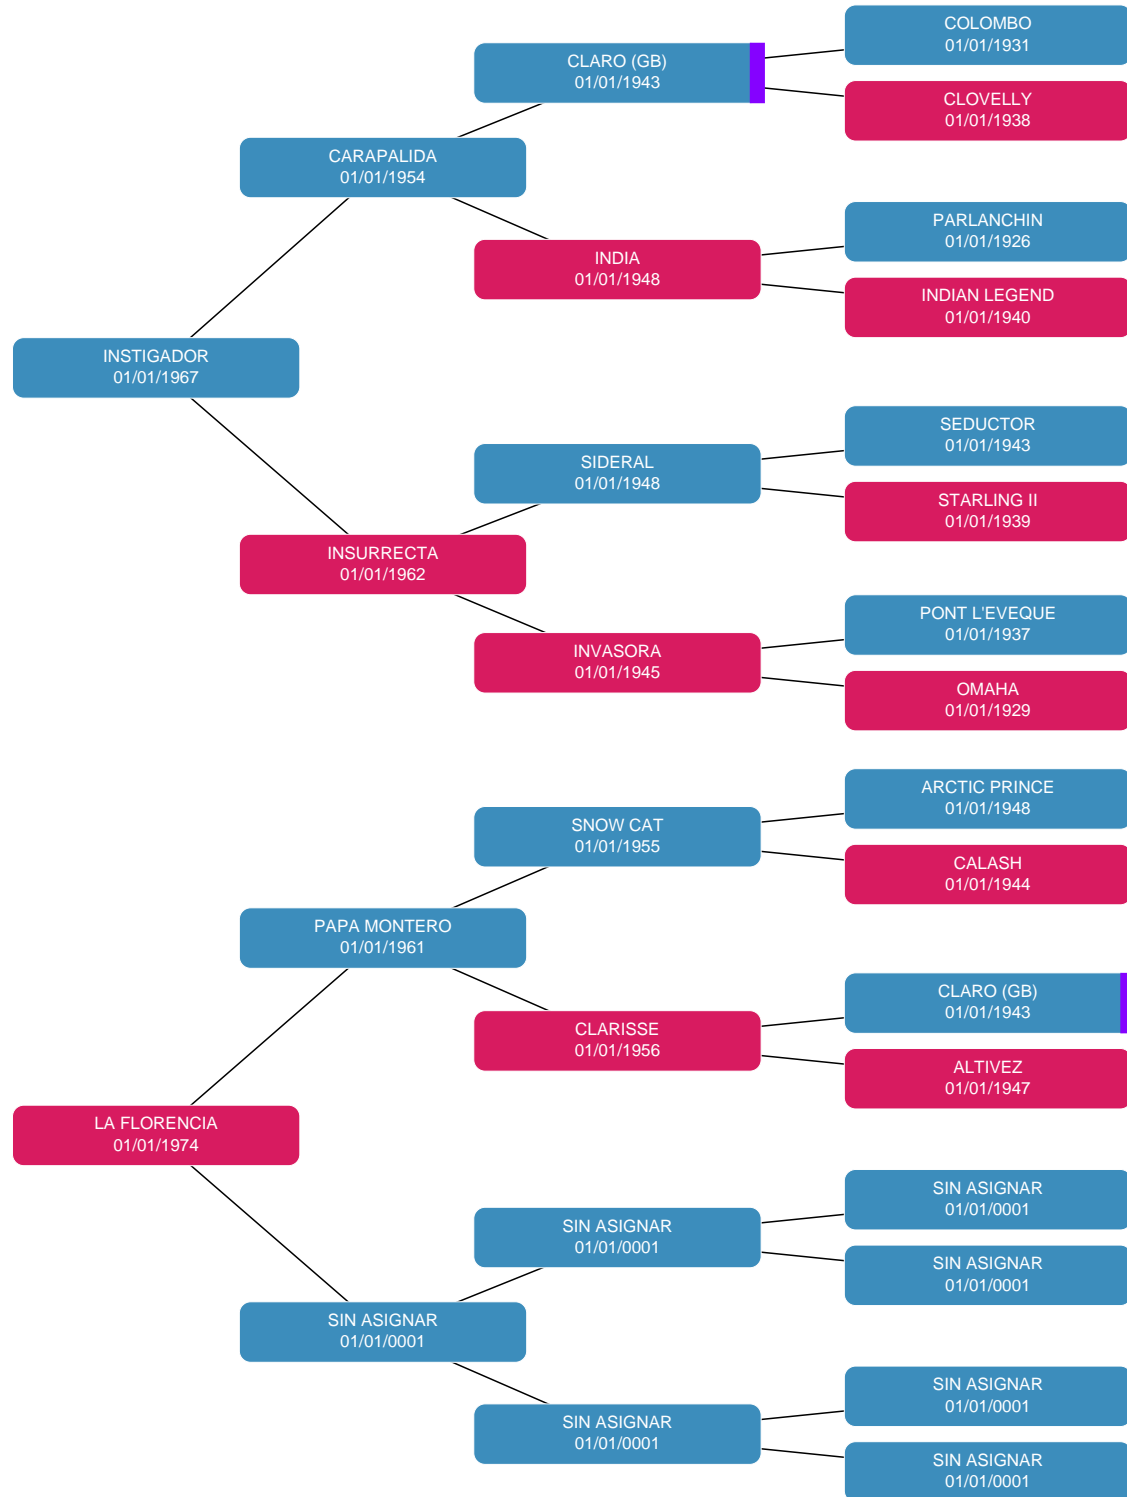 COLOMBO
01/01/1931
CLARO (GB)
01/01/1943
CLOVELLY
01/01/1938
CARAPALIDA
01/01/1954
PARLANCHIN
01/01/1926
INDIA
01/01/1948
INDIAN LEGEND
01/01/1940
INSTIGADOR
01/01/1967
SEDUCTOR
01/01/1943
SIDERAL
01/01/1948
STARLING II
01/01/1939
INSURRECTA
01/01/1962
PONT L'EVEQUE
01/01/1937
INVASORA
01/01/1945
OMAHA
01/01/1929
ARCTIC PRINCE
01/01/1948
SNOW CAT
01/01/1955
CALASH
01/01/1944
PAPA MONTERO
01/01/1961
CLARO (GB)
01/01/1943
CLARISSE
01/01/1956
ALTIVEZ
01/01/1947
LA FLORENCIA
01/01/1974
SIN ASIGNAR
01/01/0001
SIN ASIGNAR
01/01/0001
SIN ASIGNAR
01/01/0001
SIN ASIGNAR
01/01/0001
SIN ASIGNAR
01/01/0001
SIN ASIGNAR
01/01/0001
SIN ASIGNAR
01/01/0001